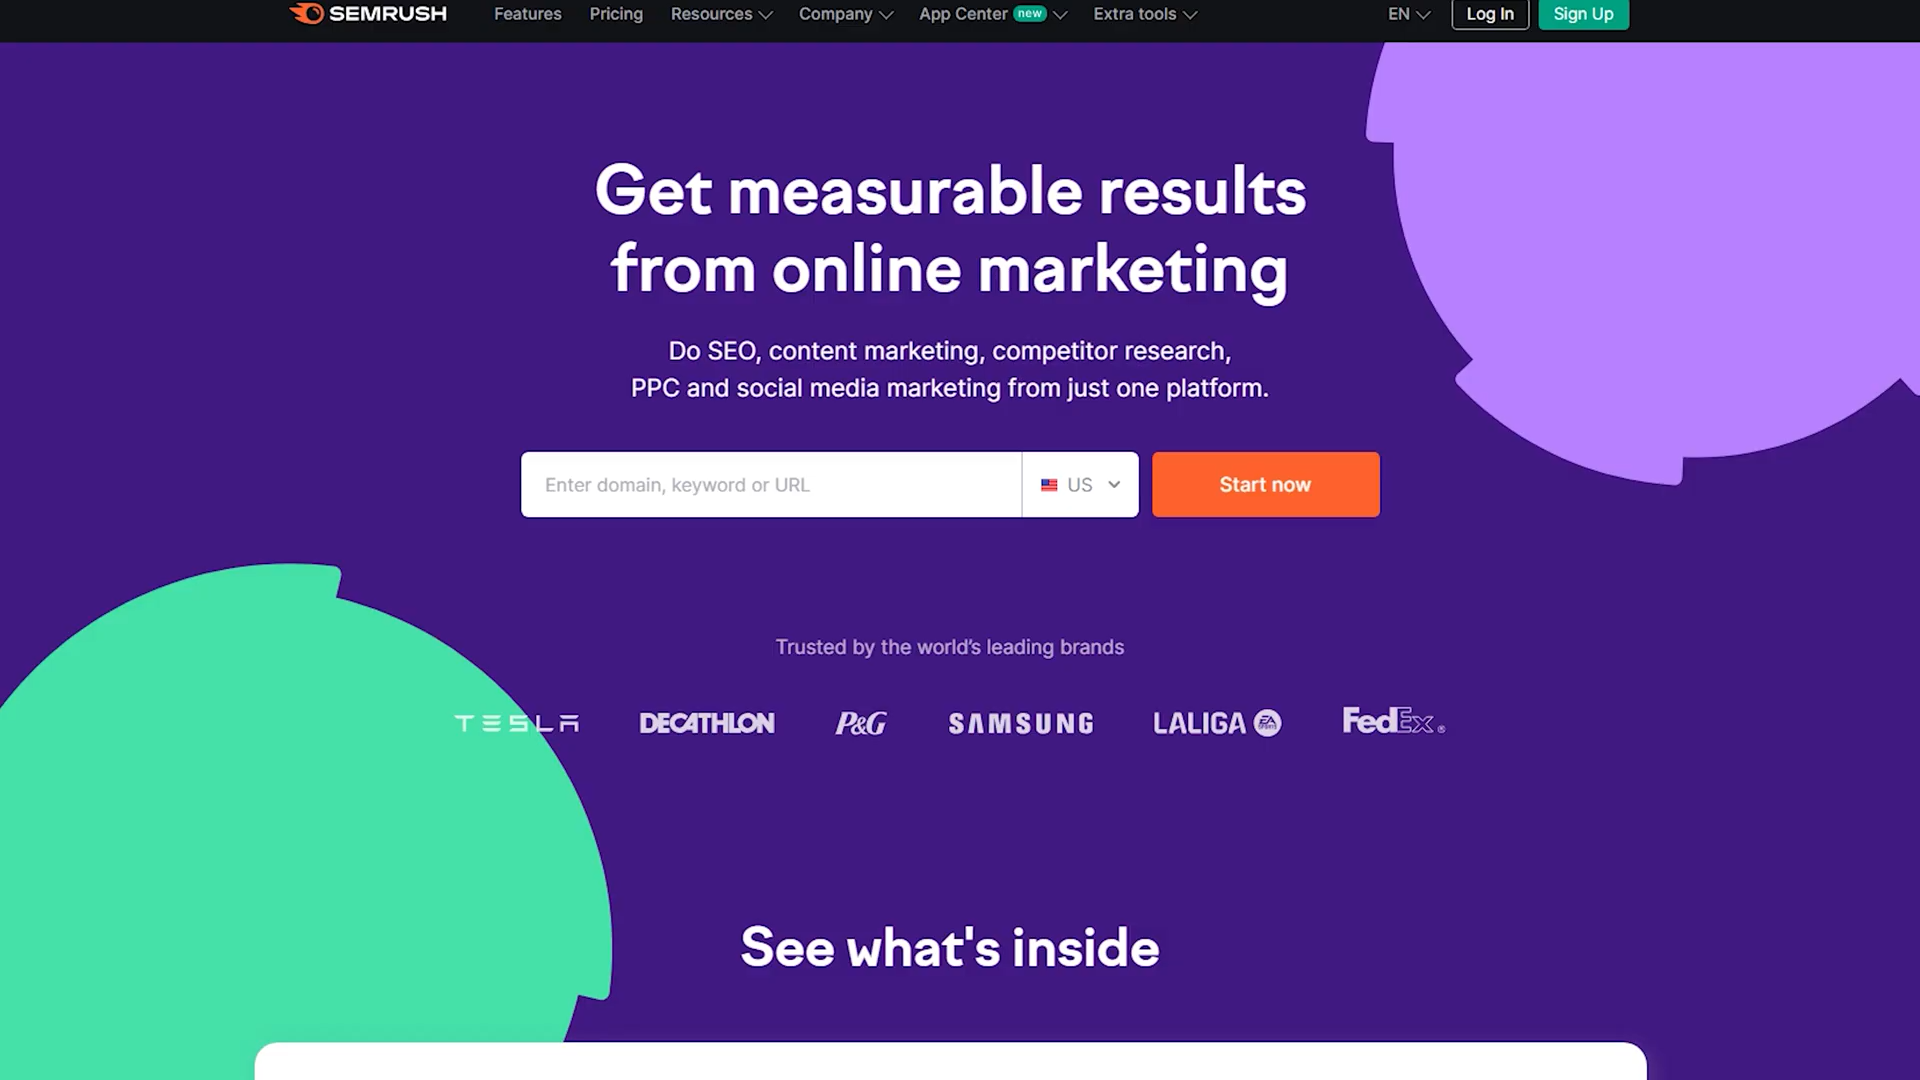 SEMRUSH Features Pricing Resources Company App Center new Extra tools EN Log In Sign Up
Get measurable results
from online marketing
Do SEO, content marketing, competitor research,
PPC and social media marketing from just one platform.
Enter domain, keyword or URL US Start now
Trusted by the world’s leading brands
TESLA DECATHLON P&G SAMSUNG LALIGA EA SPORTS FedEx®
See what's inside